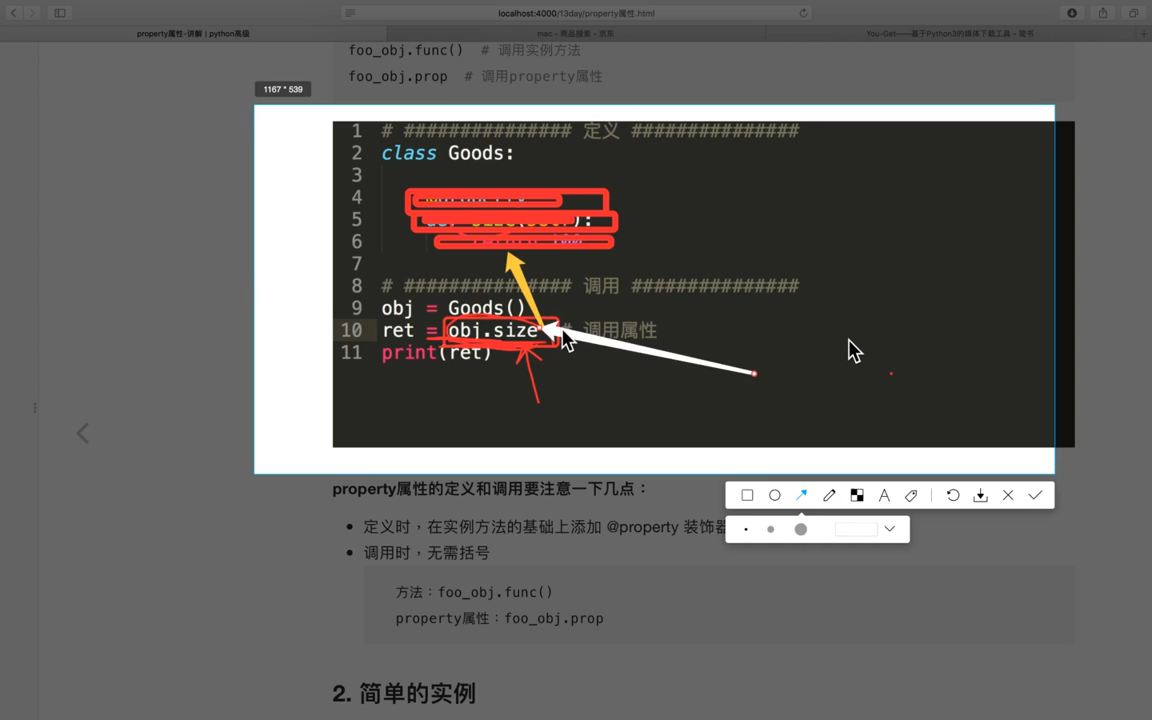 localhost:4000/13day/property属性.html
property属性-讲解 | python高级
mac - 商品搜索 - 京东
You-Get——基于Python3的媒体下载工具 - 简书
foo_obj.func() # 调用实例方法
foo_obj.prop # 调用property属性
1167 * 539
1 # ############### 定义 ###############
2 class Goods:
3
4
5 ):
6
7
8 # ############### 调用 ###############
9 obj = Goods()
10 ret = obj.size # 调用属性
11 print(ret)
property属性的定义和调用要注意一下几点：
定义时，在实例方法的基础上添加 @property 装饰器
调用时，无需括号
方法：foo_obj.func()
property属性：foo_obj.prop
2. 简单的实例